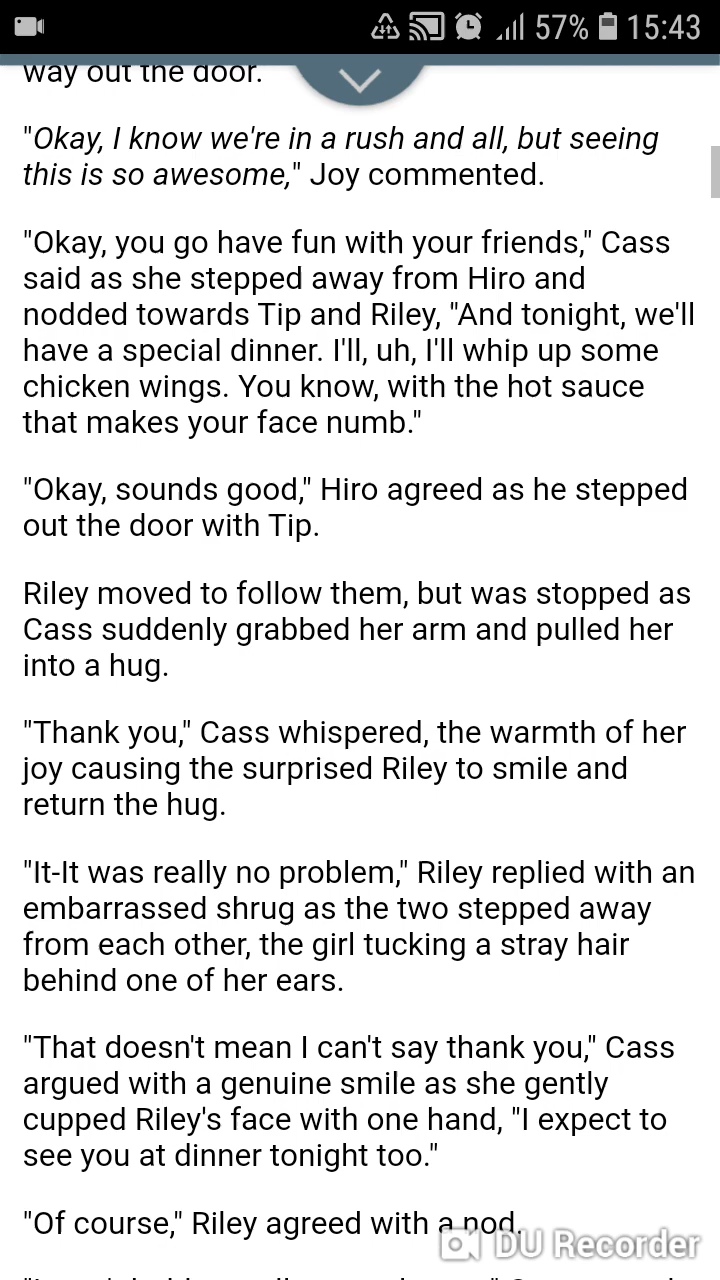 57% 15:43
way out the door.
"Okay, I know we're in a rush and all, but seeing
this is so awesome," Joy commented.
"Okay, you go have fun with your friends," Cass
said as she stepped away from Hiro and
nodded towards Tip and Riley, "And tonight, we'll
have a special dinner. I'll, uh, I'll whip up some
chicken wings. You know, with the hot sauce
that makes your face numb."
"Okay, sounds good," Hiro agreed as he stepped
out the door with Tip.
Riley moved to follow them, but was stopped as
Cass suddenly grabbed her arm and pulled her
into a hug.
"Thank you," Cass whispered, the warmth of her
joy causing the surprised Riley to smile and
return the hug.
"It-It was really no problem," Riley replied with an
embarrassed shrug as the two stepped away
from each other, the girl tucking a stray hair
behind one of her ears.
"That doesn't mean I can't say thank you," Cass
argued with a genuine smile as she gently
cupped Riley's face with one hand, "I expect to
see you at dinner tonight too."
"Of course," Riley agreed with a nod.
DU Recorder